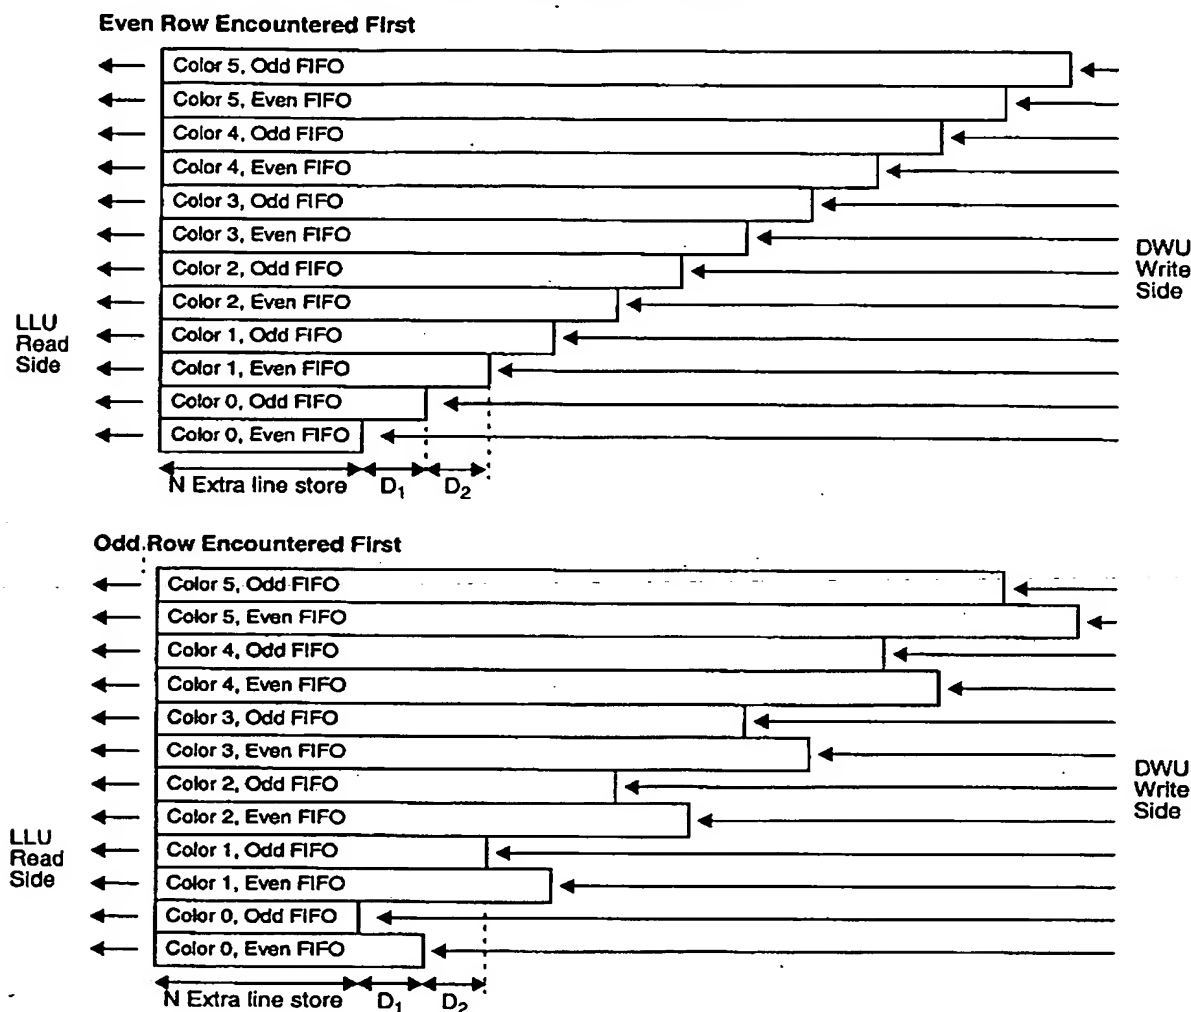 Even Row Encountered First
Color 5, Odd FIFO
Color 5, Even FIFO
Color 4, Odd FIFO
Color 4, Even FIFO
Color 3, Odd FIFO
Color 3, Even FIFO
Color 2, Odd FIFO
Color 2, Even FIFO
Color 1, Odd FIFO
Color 1, Even FIFO
Color 0, Odd FIFO
Color 0, Even FIFO
LLU
Read
Side
DWU
Write
Side
N Extra line store
D₁
D₂
Odd Row Encountered First
Color 5, Odd FIFO
Color 5, Even FIFO
Color 4, Odd FIFO
Color 4, Even FIFO
Color 3, Odd FIFO
Color 3, Even FIFO
Color 2, Odd FIFO
Color 2, Even FIFO
Color 1, Odd FIFO
Color 1, Even FIFO
Color 0, Odd FIFO
Color 0, Even FIFO
LLU
Read
Side
DWU
Write
Side
N Extra line store
D₁
D₂